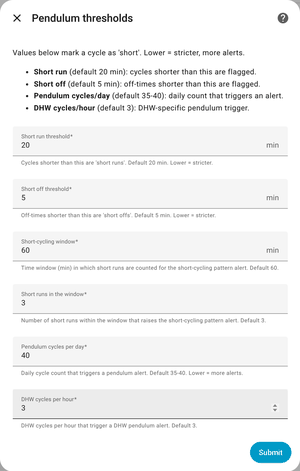 Pendulum thresholds
Values below mark a cycle as 'short'. Lower = stricter, more alerts.
• Short run (default 20 min): cycles shorter than this are flagged.
• Short off (default 5 min): off-times shorter than this are flagged.
• Pendulum cycles/day (default 35-40): daily count that triggers an alert.
• DHW cycles/hour (default 3): DHW-specific pendulum trigger.
Short run threshold*
20 min
Cycles shorter than this are 'short runs'. Default 20 min. Lower = stricter.
Short off threshold*
5 min
Off-times shorter than this are 'short offs'. Default 5 min. Lower = stricter.
Short-cycling window*
60 min
Time window (min) in which short runs are counted for the short-cycling pattern alert. Default 60.
Short runs in the window*
3
Number of short runs within the window that raises the short-cycling pattern alert. Default 3.
Pendulum cycles per day*
40
Daily cycle count that triggers a pendulum alert. Default 35-40. Lower = more alerts.
DHW cycles per hour*
3
DHW cycles per hour that trigger a DHW pendulum alert. Default 3.
Submit